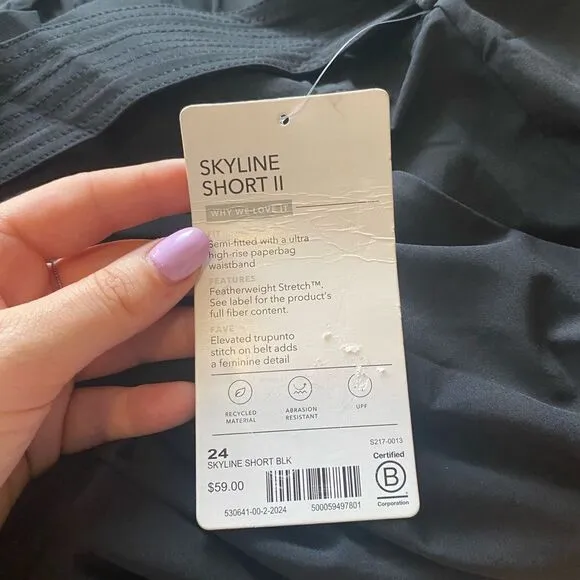 SKYLINE
SHORT II
WHY WE LOVE IT
FIT
Semi-fitted with a ultra
high-rise paperbag
waistband
FEATURES
Featherweight Stretch™.
See label for the product's
full fiber content.
FAVE
Elevated trupunto
stitch on belt adds
a feminine detail
RECYCLED
MATERIAL
ABRASION
RESISTANT
UPF
S217-0013
24
SKYLINE SHORT BLK
$59.00
530641-00-2-2024
500059497801
Certified
B
Corporation